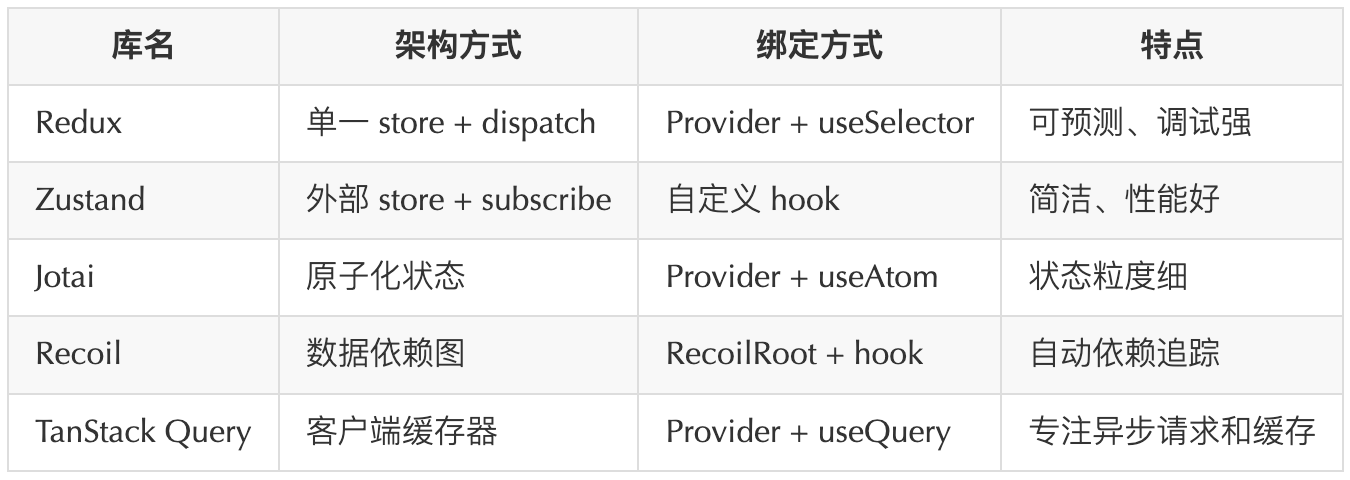 库名 架构方式 绑定方式 特点
Redux 单一 store + dispatch Provider + useSelector 可预测、调试强
Zustand 外部 store + subscribe 自定义 hook 简洁、性能好
Jotai 原子化状态 Provider + useAtom 状态粒度细
Recoil 数据依赖图 RecoilRoot + hook 自动依赖追踪
TanStack Query 客户端缓存器 Provider + useQuery 专注异步请求和缓存